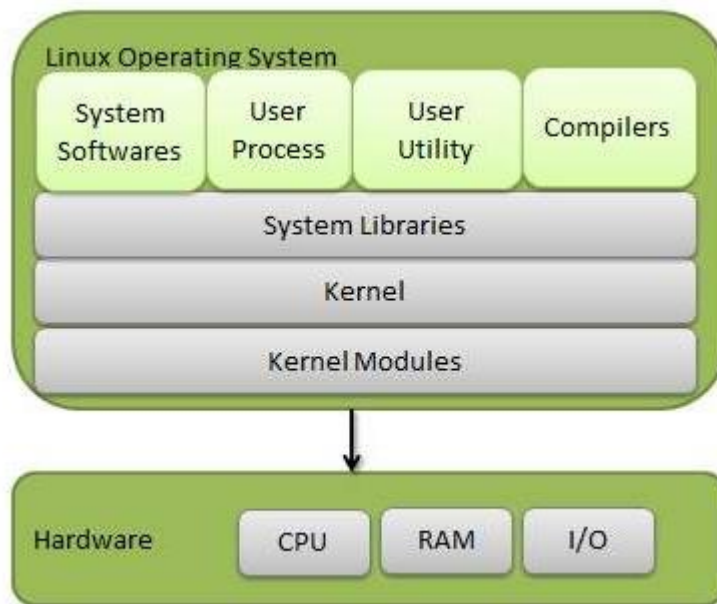 Linux Operating System
System
Softwares
User
Process
User
Utility
Compilers
System Libraries
Kernel
Kernel Modules
Hardware
CPU
RAM
I/O